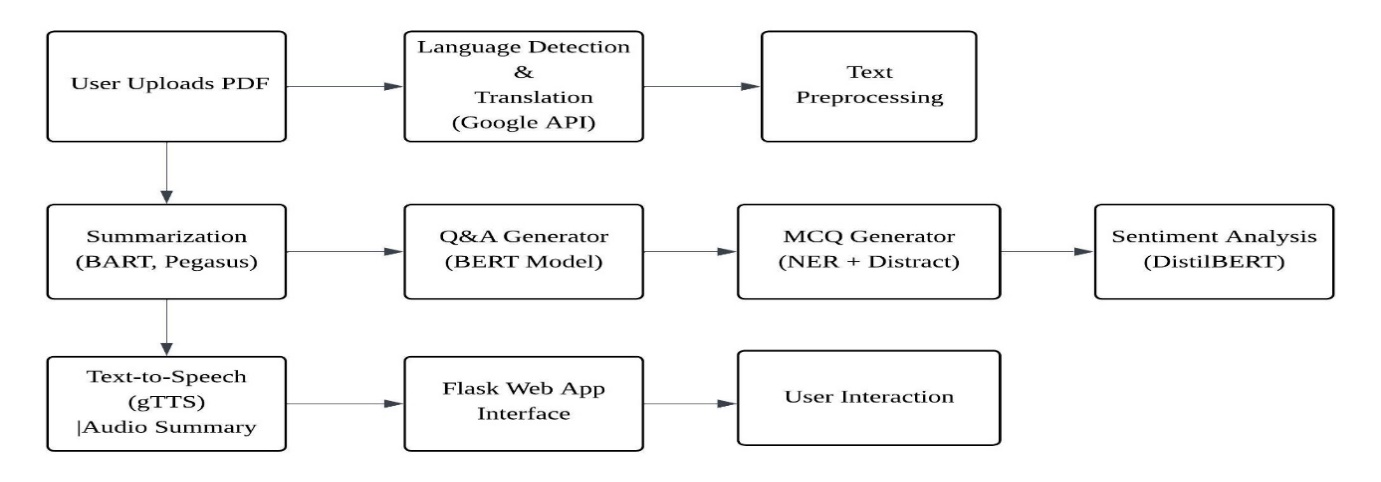 User Uploads PDF
Language Detection
&
Translation
(Google API)
Text
Preprocessing
Summarization
(BART, Pegasus)
Q&A Generator
(BERT Model)
MCQ Generator
(NER + Distract)
Sentiment Analysis
(DistilBERT)
Text-to-Speech
(gTTS)
|Audio Summary
Flask Web App
Interface
User Interaction